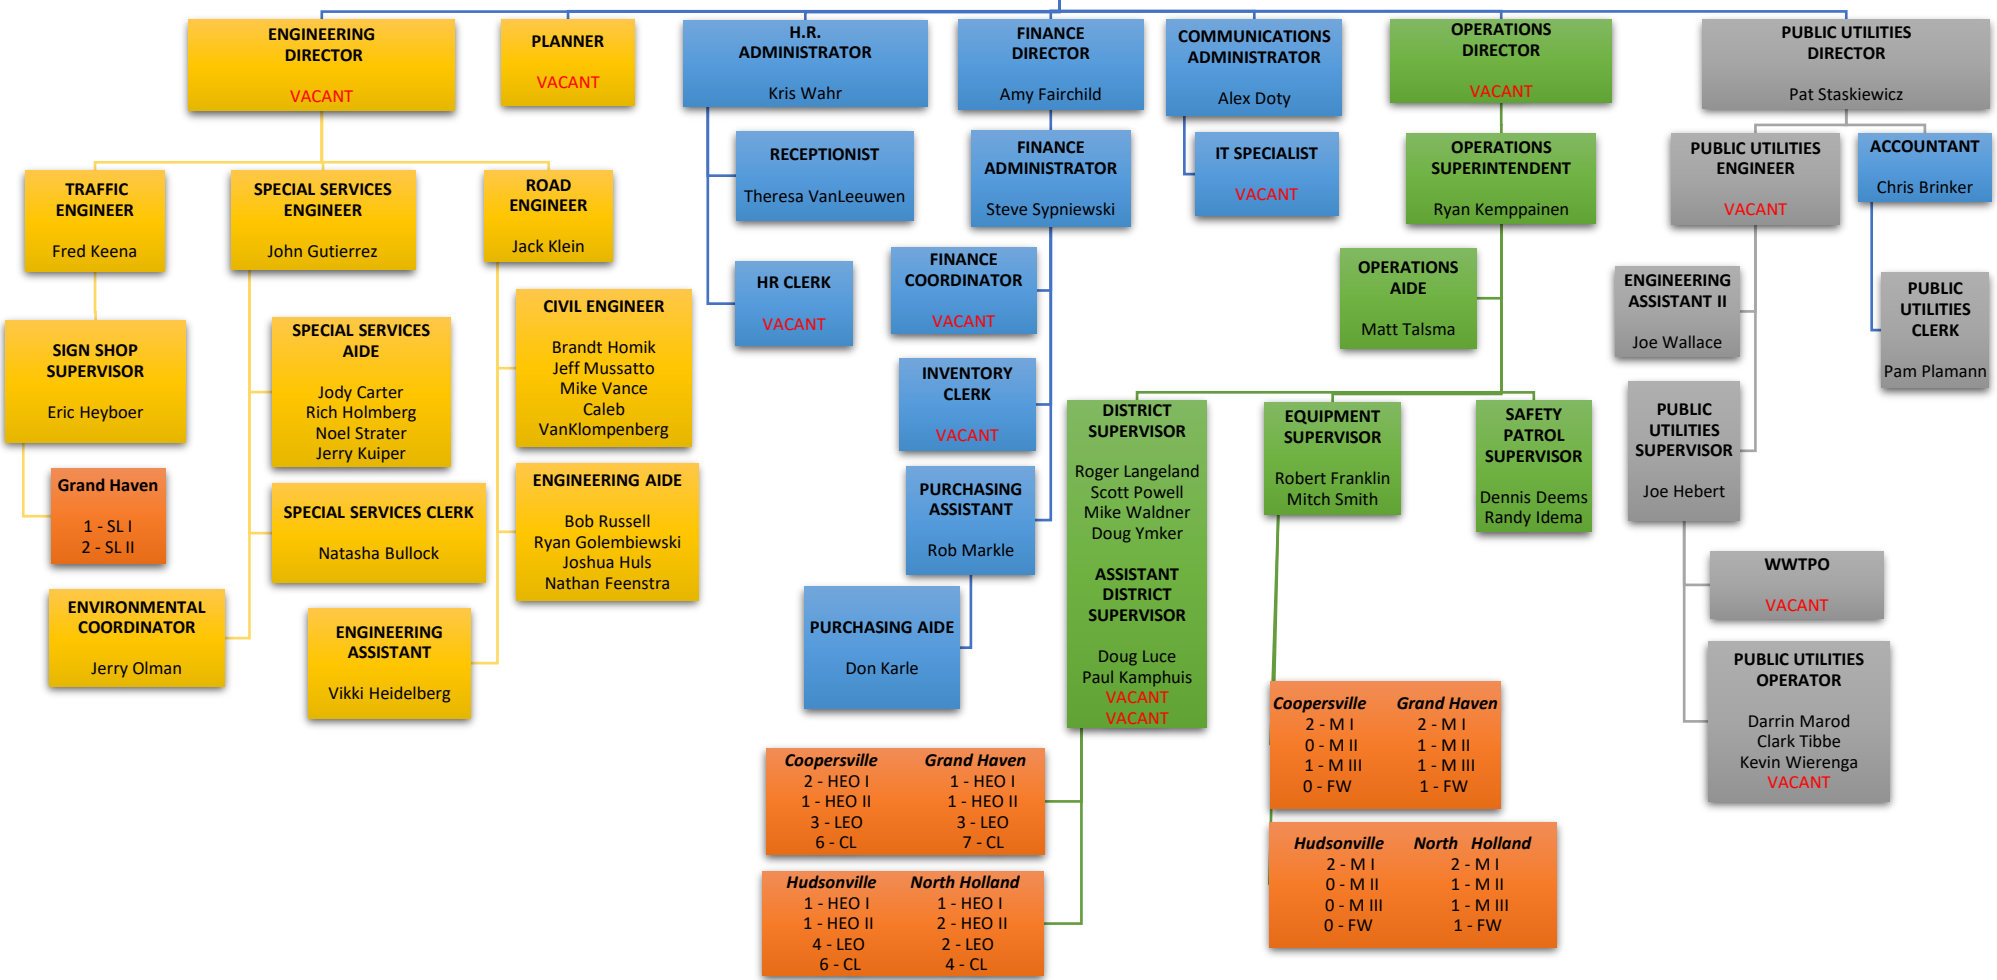 ENGINEERING
DIRECTOR
VACANT
PLANNER
VACANT
H.R.
ADMINISTRATOR
Kris Wahr
FINANCE
DIRECTOR
Amy Fairchild
COMMUNICATIONS
ADMINISTRATOR
Alex Doty
OPERATIONS
DIRECTOR
VACANT
PUBLIC UTILITIES
DIRECTOR
Pat Staskiewicz
TRAFFIC
ENGINEER
Fred Keena
SPECIAL SERVICES
ENGINEER
John Gutierrez
ROAD
ENGINEER
Jack Klein
RECEPTIONIST
Theresa VanLeeuwen
FINANCE
ADMINISTRATOR
Steve Sypniewski
IT SPECIALIST
VACANT
OPERATIONS
SUPERINTENDENT
Ryan Kemppainen
PUBLIC UTILITIES
ENGINEER
VACANT
ACCOUNTANT
Chris Brinker
SIGN SHOP
SUPERVISOR
Eric Heyboer
SPECIAL SERVICES
AIDE
Jody Carter
Rich Holmberg
Noel Strater
Jerry Kuiper
CIVIL ENGINEER
Brandt Homik
Jeff Mussatto
Mike Vance
Caleb
VanKlompenberg
HR CLERK
VACANT
FINANCE
COORDINATOR
VACANT
OPERATIONS
AIDE
Matt Talsma
ENGINEERING
ASSISTANT II
Joe Wallace
PUBLIC
UTILITIES
CLERK
Pam Plamann
INVENTORY
CLERK
VACANT
DISTRICT
SUPERVISOR
Roger Langeland
Scott Powell
Mike Waldner
Doug Ymker
ASSISTANT
DISTRICT
SUPERVISOR
Doug Luce
Paul Kamphuis
VACANT
VACANT
EQUIPMENT
SUPERVISOR
Robert Franklin
Mitch Smith
SAFETY
PATROL
SUPERVISOR
Dennis Deems
Randy Idema
PUBLIC
UTILITIES
SUPERVISOR
Joe Hebert
Grand Haven
1 - SL I
2 - SL II
SPECIAL SERVICES CLERK
Natasha Bullock
ENGINEERING AIDE
Bob Russell
Ryan Golembiewski
Joshua Huls
Nathan Feenstra
PURCHASING
ASSISTANT
Rob Markle
WWTPO
VACANT
ENVIRONMENTAL
COORDINATOR
Jerry Olman
ENGINEERING
ASSISTANT
Vikki Heidelberg
PURCHASING AIDE
Don Karle
PUBLIC UTILITIES
OPERATOR
Darrin Marod
Clark Tibbe
Kevin Wierenga
VACANT
Coopersville Grand Haven
2 - M I 2 - M I
0 - M II 1 - M II
1 - M III 1 - M III
0 - FW 1 - FW
Coopersville Grand Haven
2 - HEO I 1 - HEO I
1 - HEO II 1 - HEO II
3 - LEO 3 - LEO
6 - CL 7 - CL
Hudsonville North Holland
2 - M I 2 - M I
0 - M II 1 - M II
0 - M III 1 - M III
0 - FW 1 - FW
Hudsonville North Holland
1 - HEO I 1 - HEO I
1 - HEO II 2 - HEO II
4 - LEO 2 - LEO
6 - CL 4 - CL